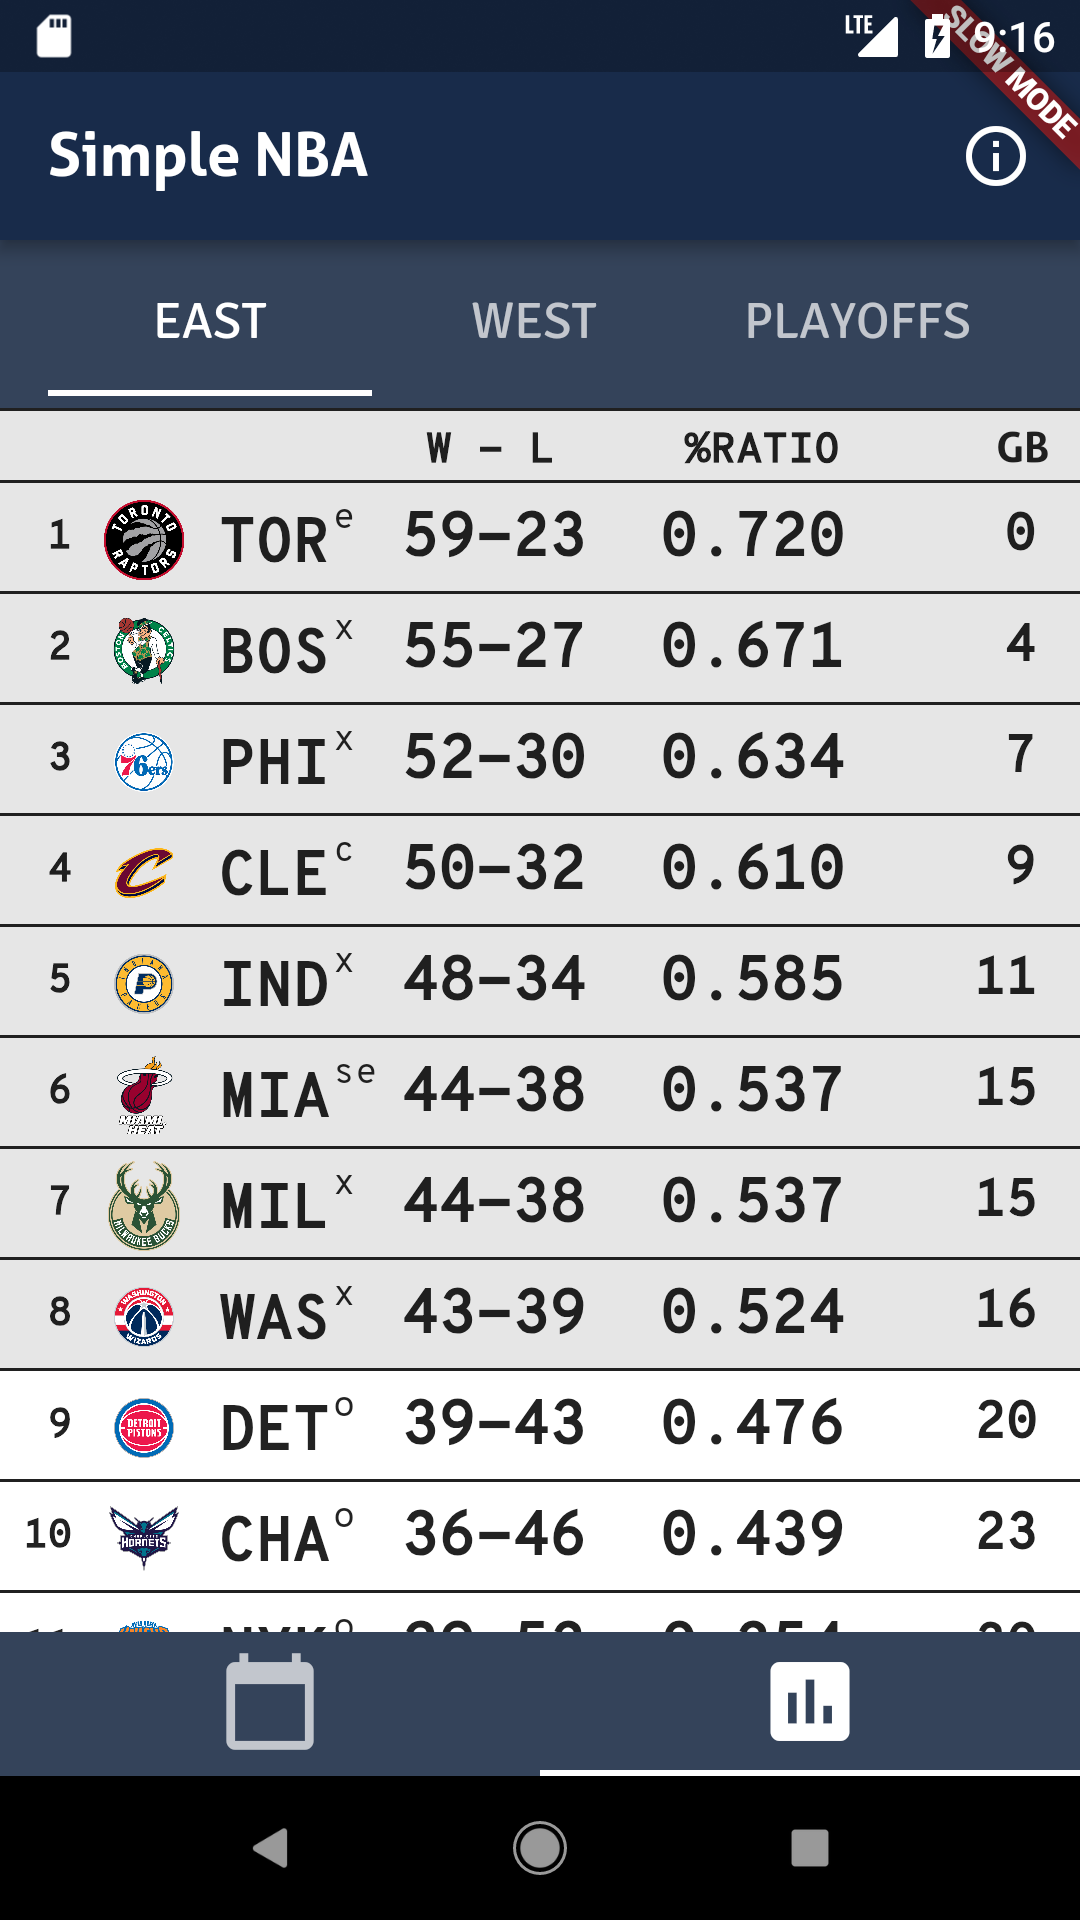 LTE 9:16
SLOW MODE
Simple NBA
EAST WEST PLAYOFFS
W - L %RATIO GB
1 TORONTO RAPTORS TOR e 59-23 0.720 0
2 BOSTON CELTICS BOS x 55-27 0.671 4
3 76ers PHI x 52-30 0.634 7
4 C CLE c 50-32 0.610 9
5 INDIANA PACERS IND x 48-34 0.585 11
6 MIAMI HEAT MIA se 44-38 0.537 15
7 MILWAUKEE BUCKS MIL x 44-38 0.537 15
8 WASHINGTON WIZARDS WAS x 43-39 0.524 16
9 DETROIT PISTONS DET o 39-43 0.476 20
10 HORNETS CHA o 36-46 0.439 23